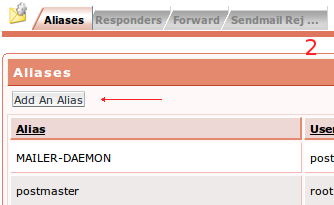 Aliases Responders Forward Sendmail Rej ...
2
Aliases
Add An Alias
Alias User
MAILER-DAEMON post
postmaster root